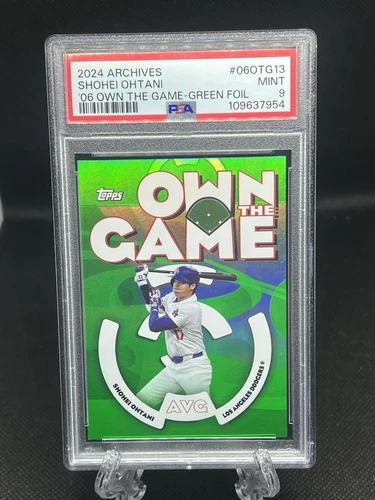 2024 ARCHIVES #06OTG13
SHOHEI OHTANI MINT
'06 OWN THE GAME-GREEN FOIL 9
PSA 109637954
Topps
OWN
THE
GAME
17
SHOHEI OHTANI
AVG
LOS ANGELES DODGERS®